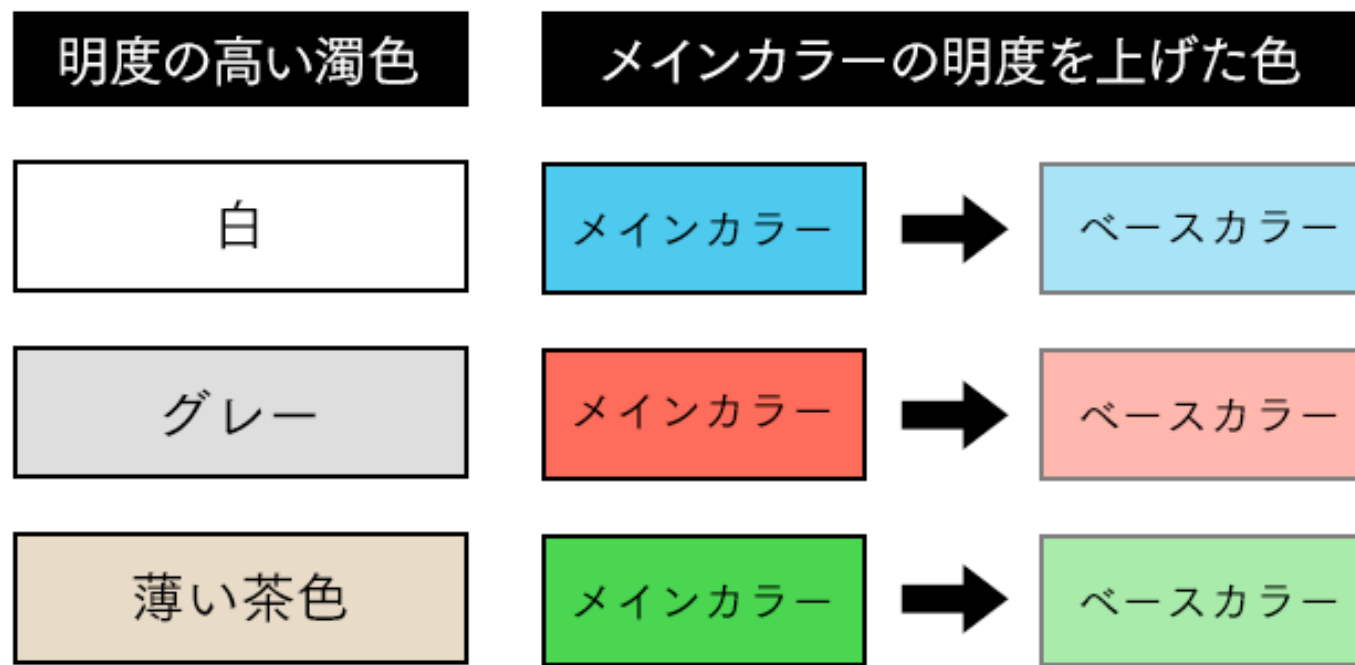 明度の高い濁色
メインカラーの明度を上げた色
白
メインカラー
ベースカラー
グレー
メインカラー
ベースカラー
薄い茶色
メインカラー
ベースカラー